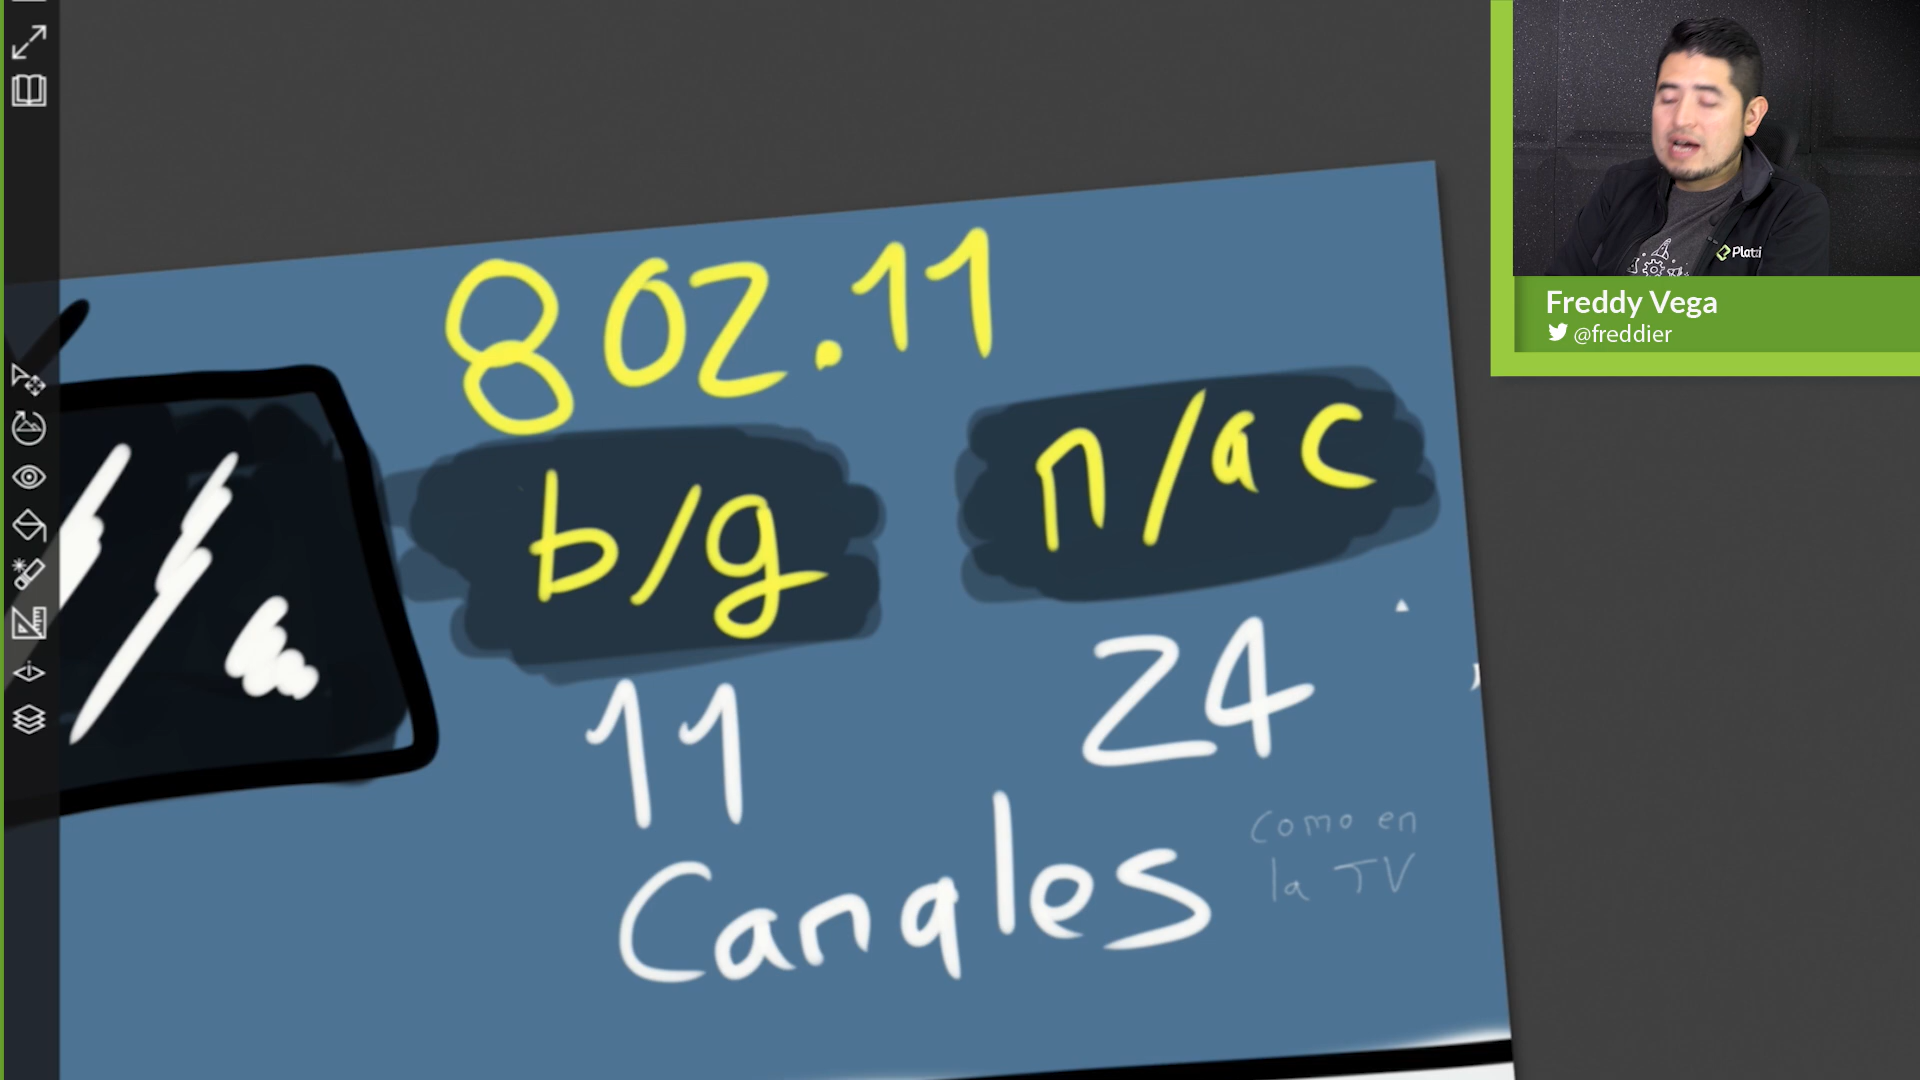 802.11
b/g n/ac
11 24
Canales
como en
la TV
Platzi
Freddy Vega
@freddier